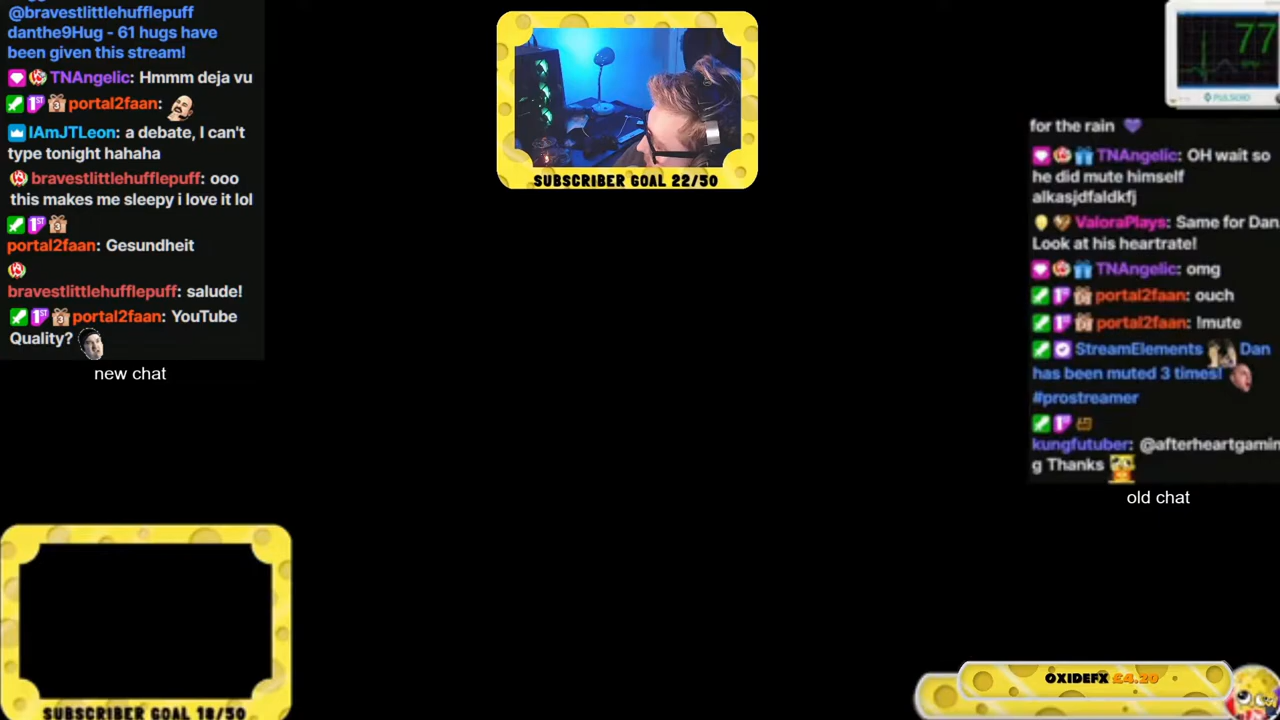 @bravestlittlehufflepuff
danthe9Hug - 61 hugs have
been given this stream!
TNAngelic: Hmmm deja vu
portal2faan:
IAmJTLeon: a debate, I can't
type tonight hahaha
bravestlittlehufflepuff: ooo
this makes me sleepy i love it lol
portal2faan: Gesundheit
bravestlittlehufflepuff: salude!
portal2faan: YouTube
Quality?
new chat
SUBSCRIBER GOAL 22/50
77
PULSOID
for the rain
TNAngelic: OH wait so
he did mute himself
alkasjdfaldkfj
ValoraPlays: Same for Dan
Look at his heartrate!
TNAngelic: omg
portal2faan: ouch
portal2faan: !mute
StreamElements Dan
has been muted 3 times!
#prostreamer
kungfutuber: @afterheartgamin
g Thanks
old chat
SUBSCRIBER GOAL 18/50
OXIDEFX £4.20